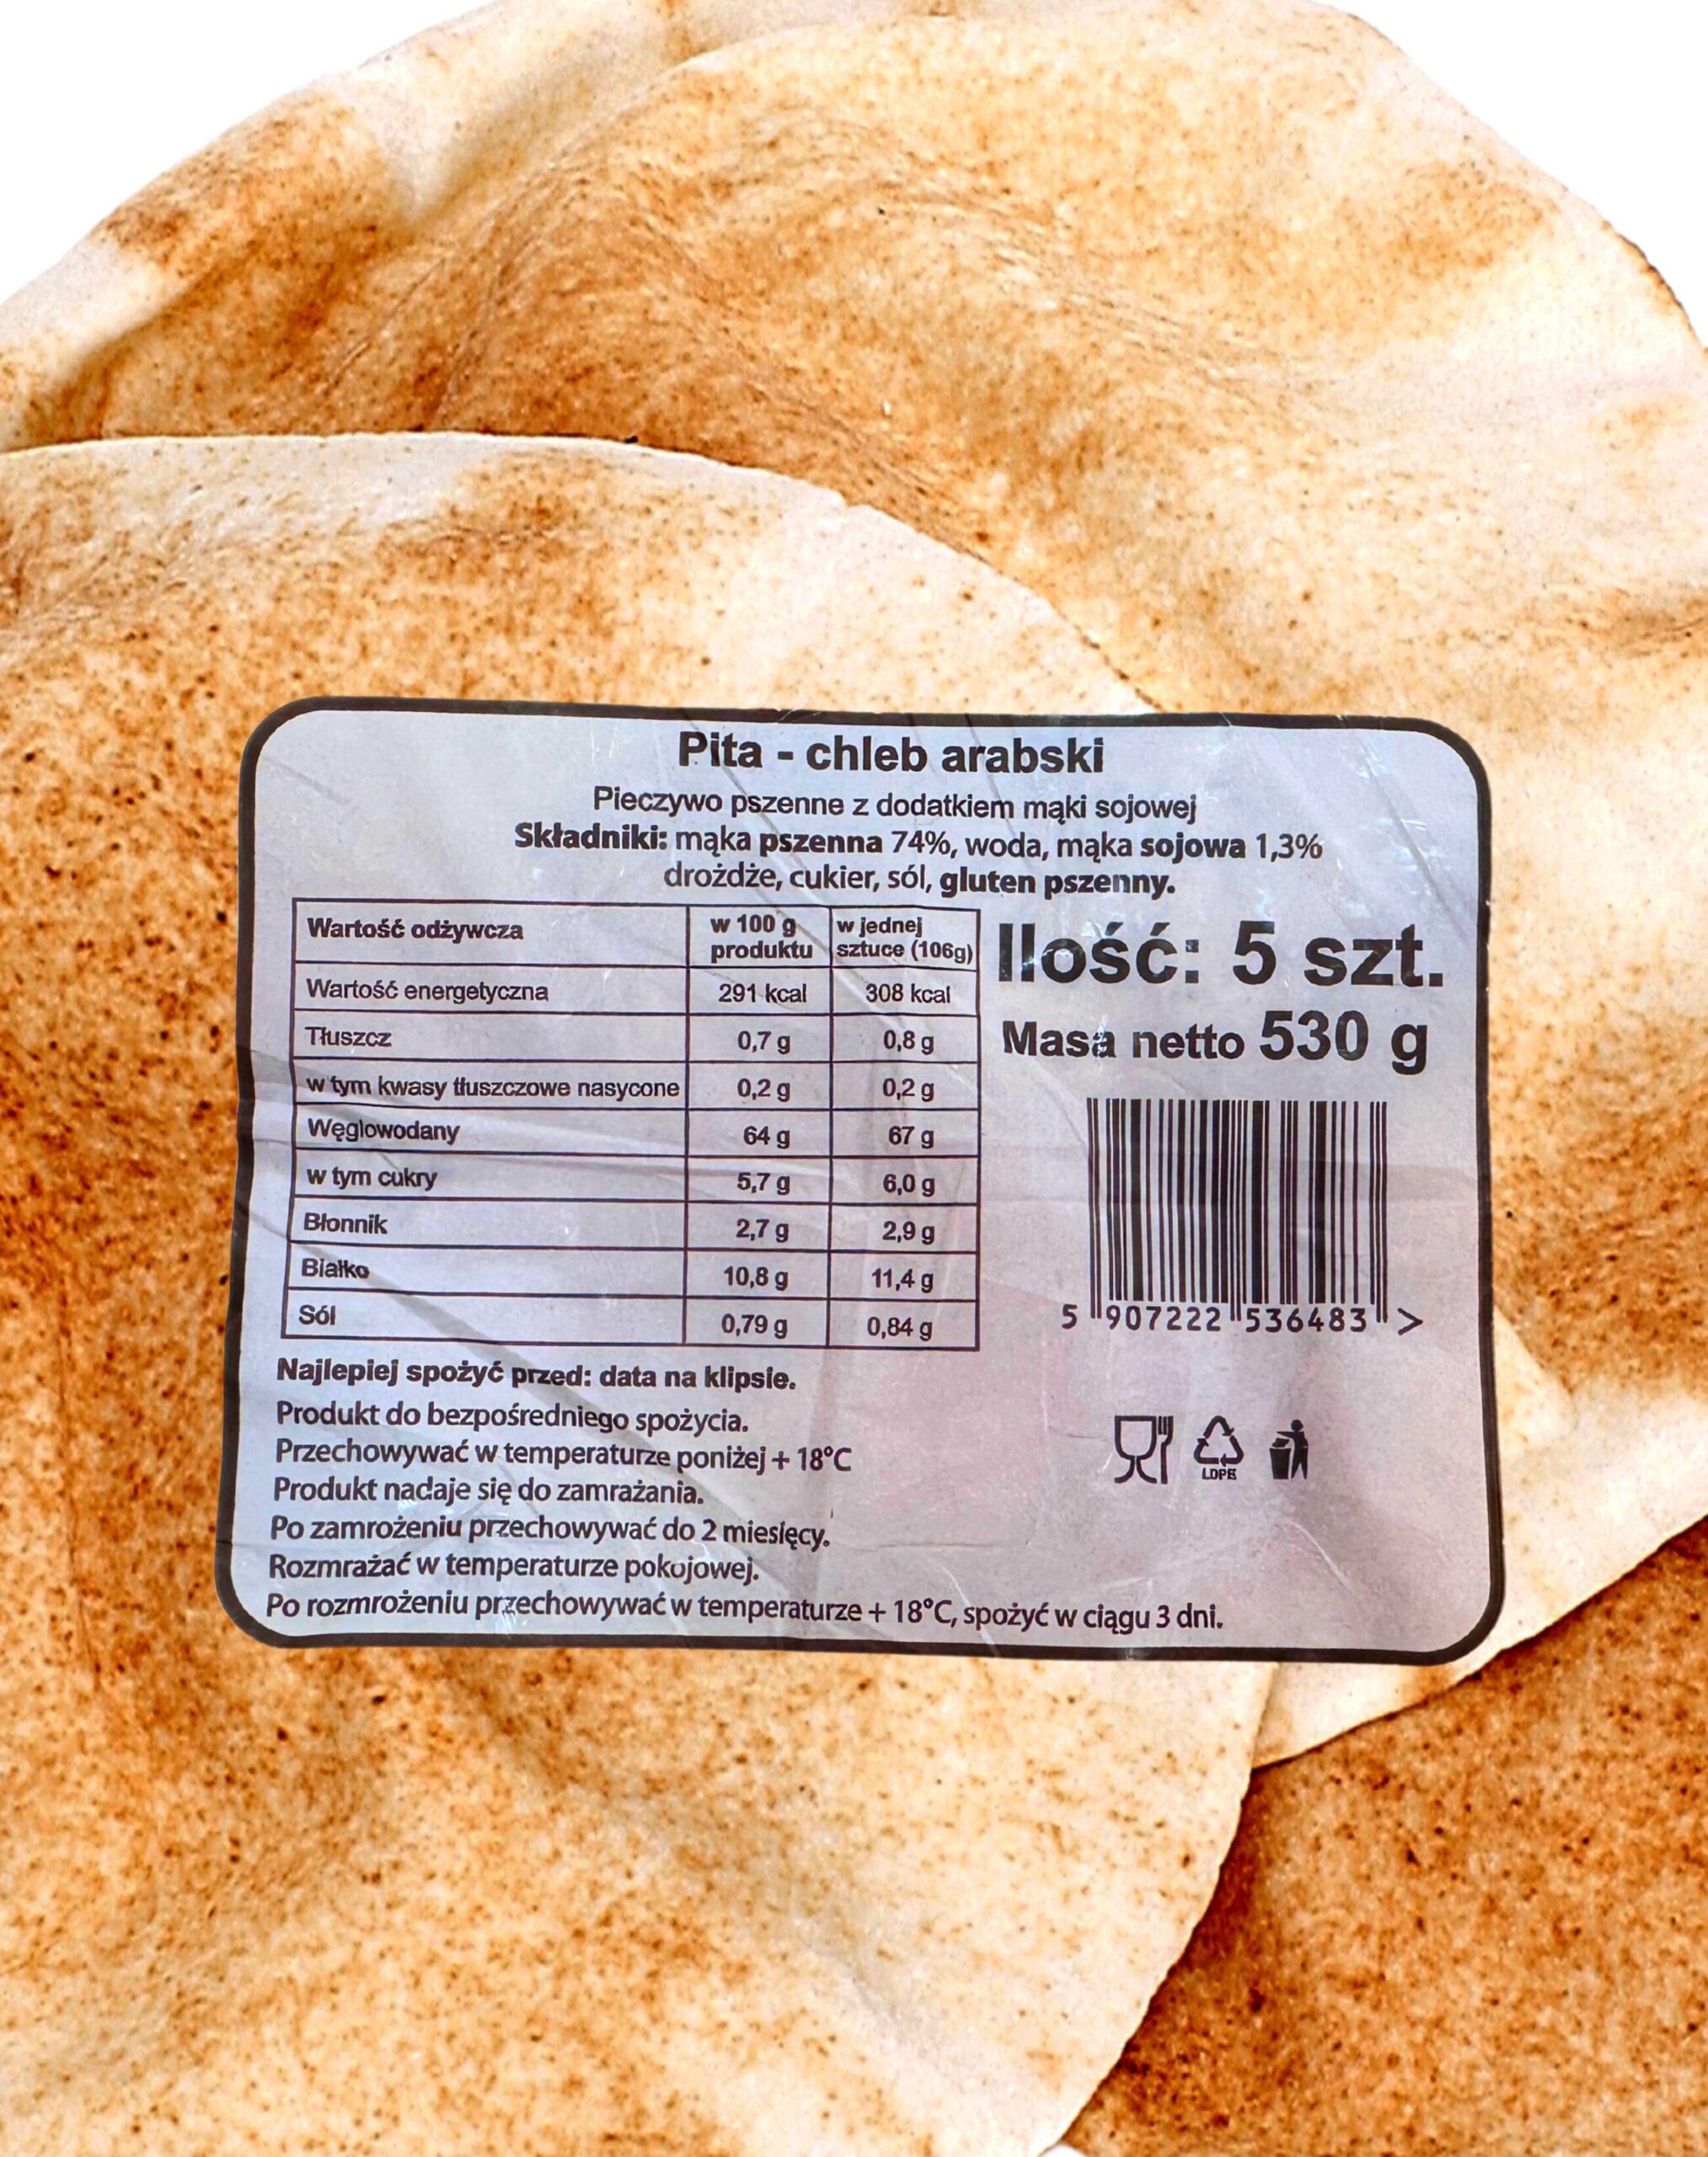 Pita - chleb arabski
Pieczywo pszenne z dodatkiem mąki sojowej
Składniki: mąka pszenna 74%, woda, mąka sojowa 1,3%
drożdże, cukier, sól, gluten pszenny.
Wartość odżywcza w 100 g produktu w jednej sztuce (106g)
Wartość energetyczna 291 kcal 308 kcal
Tłuszcz 0,7 g 0,8 g
w tym kwasy tłuszczowe nasycone 0,2 g 0,2 g
Węglowodany 64 g 67 g
w tym cukry 5,7 g 6,0 g
Błonnik 2,7 g 2,9 g
Białko 10,8 g 11,4 g
Sól 0,79 g 0,84 g
Ilość: 5 szt.
Masa netto 530 g
5 907222 536483 >
Najlepiej spożyć przed: data na klipsie.
Produkt do bezpośredniego spożycia.
Przechowywać w temperaturze poniżej + 18°C
Produkt nadaje się do zamrażania.
Po zamrożeniu przechowywać do 2 miesięcy.
Rozmrażać w temperaturze pokojowej.
Po rozmrożeniu przechowywać w temperaturze + 18°C, spożyć w ciągu 3 dni.
LDPE